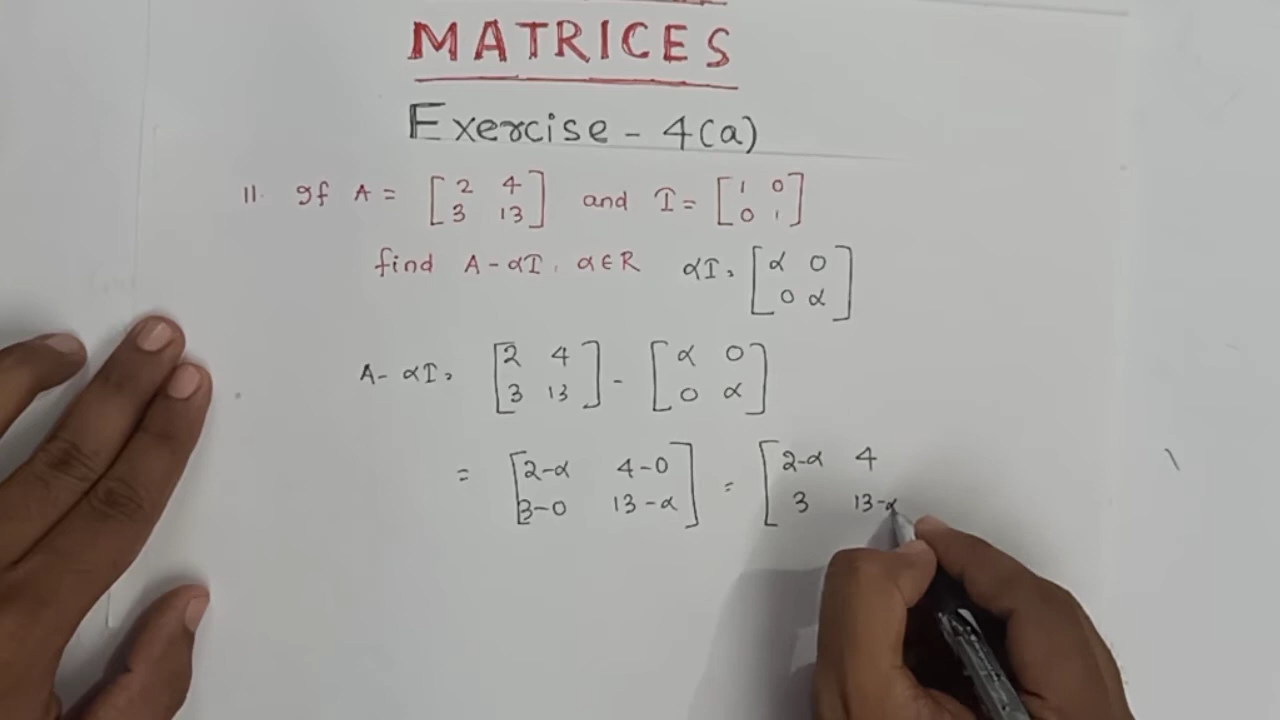 MATRICES
Exercise - 4(a)
11. If A = [2 4 3 13] and I = [1 0 0 1]
find A - αI, α∈R αI = [α 0 0 α]
A - αI = [2 4 3 13] - [α 0 0 α]
= [2-α 4-0 3-0 13-α] = [2-α 4 3 13-α